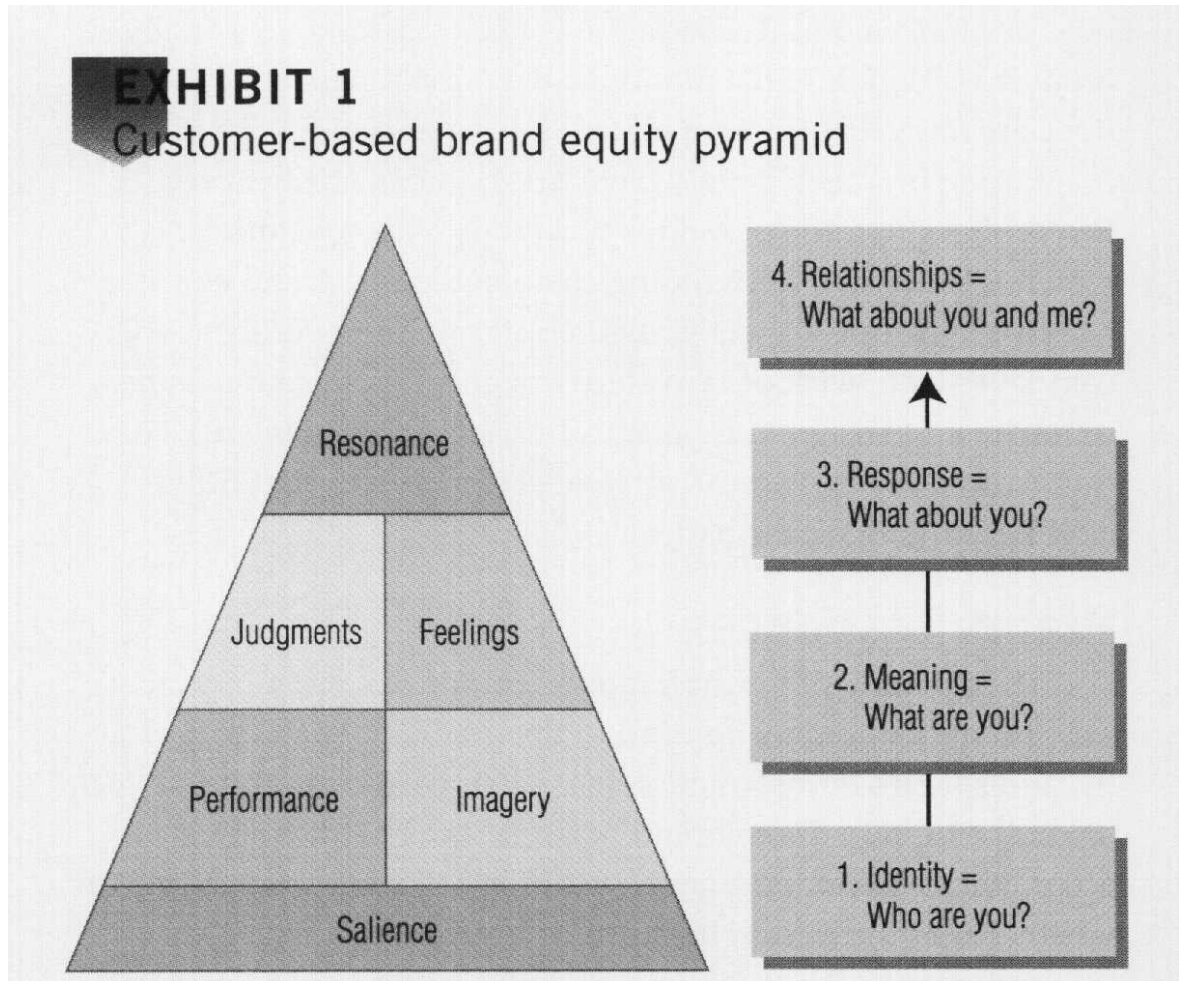 EXHIBIT 1
Customer-based brand equity pyramid
Resonance
Judgments
Feelings
Performance
Imagery
Salience
4. Relationships =
What about you and me?
3. Response =
What about you?
2. Meaning =
What are you?
1. Identity =
Who are you?